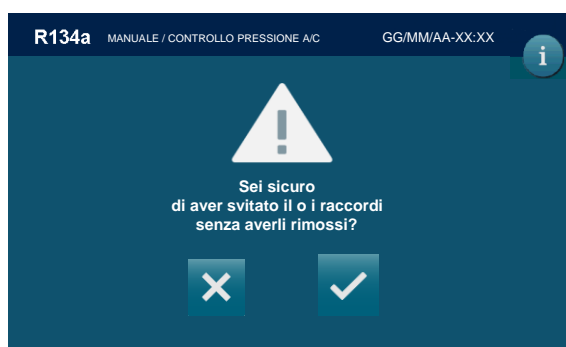 R134a MANUALE / CONTROLLO PRESSIONE A/C GG/MM/AA-XX:XX
i
!
Sei sicuro
di aver svitato il o i raccordi
senza averli rimossi?